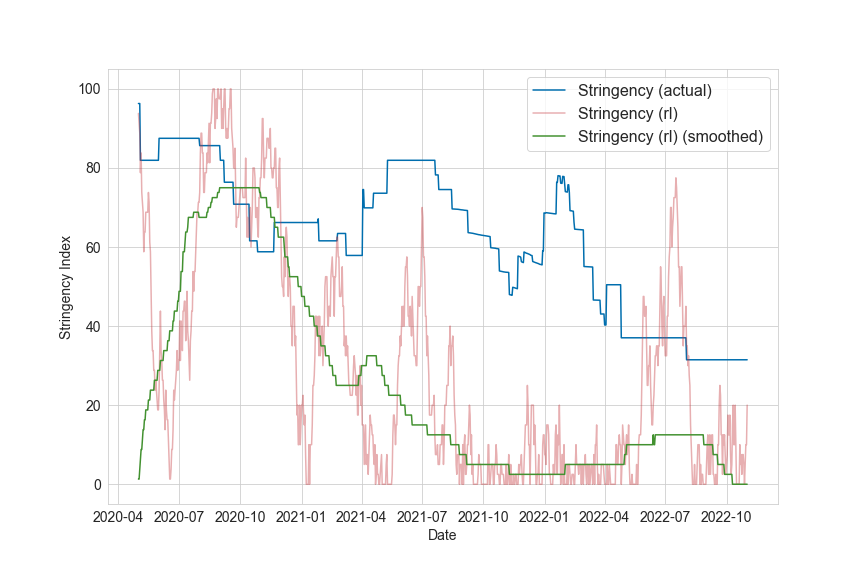 Stringency (actual)
Stringency (rl)
Stringency (rl) (smoothed)
100
80
60
40
20
0
Stringency Index
2020-04 2020-07 2020-10 2021-01 2021-04 2021-07 2021-10 2022-01 2022-04 2022-07 2022-10
Date